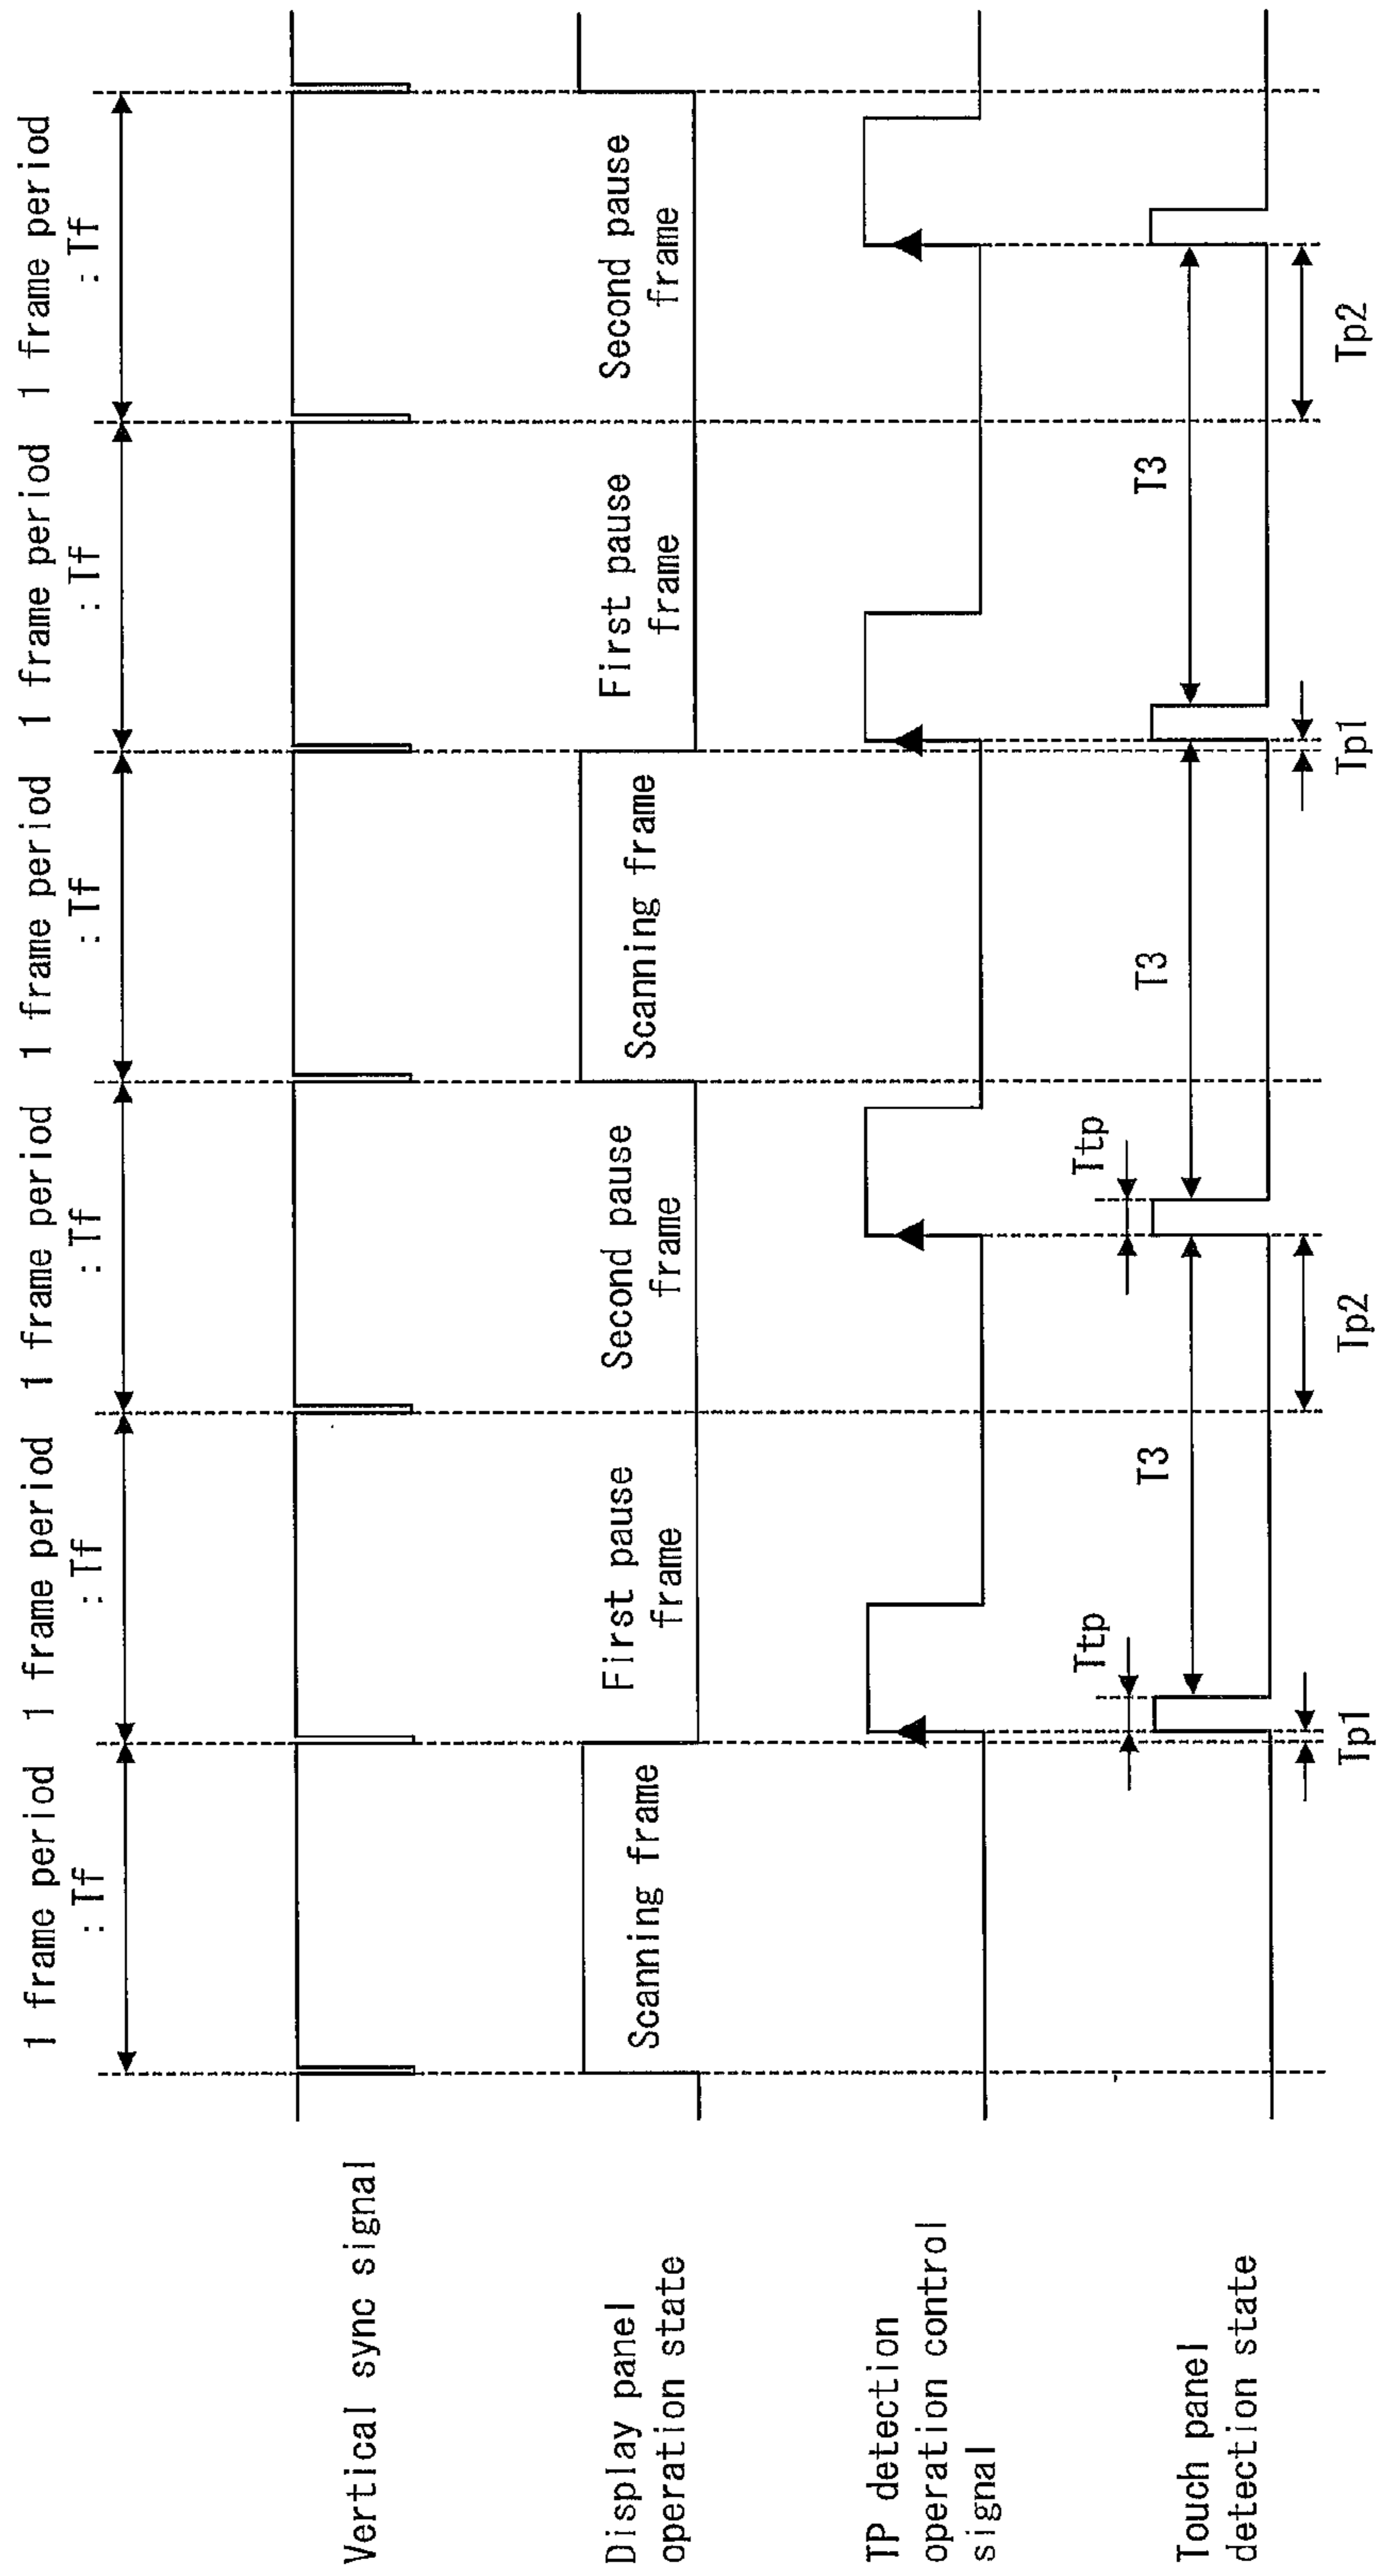 1 frame period
: Tf
1 frame period
: Tf
1 frame period
: Tf
1 frame period
: Tf
1 frame period
: Tf
1 frame period
: Tf
Vertical sync signal
Display panel
operation state
Scanning frame
First pause
frame
Second pause
frame
Scanning frame
First pause
frame
Second pause
frame
TP detection
operation control
signal
Touch panel
detection state
Ttp
T3
Ttp
T3
T3
Tp1
Tp2
Tp1
Tp2